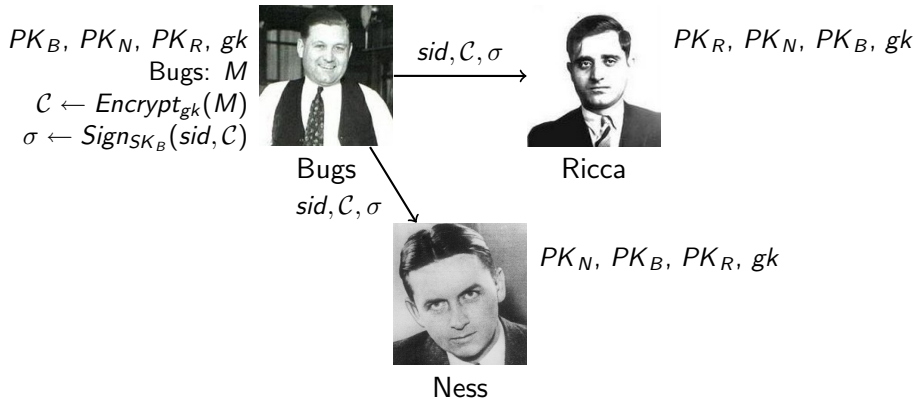 PK_B, PK_N, PK_R, gk
Bugs: M
C ← Encrypt_gk(M)
σ ← Sign_SK_B(sid, C)
sid, C, σ
PK_R, PK_N, PK_B, gk
Bugs
Ricca
sid, C, σ
PK_N, PK_B, PK_R, gk
Ness